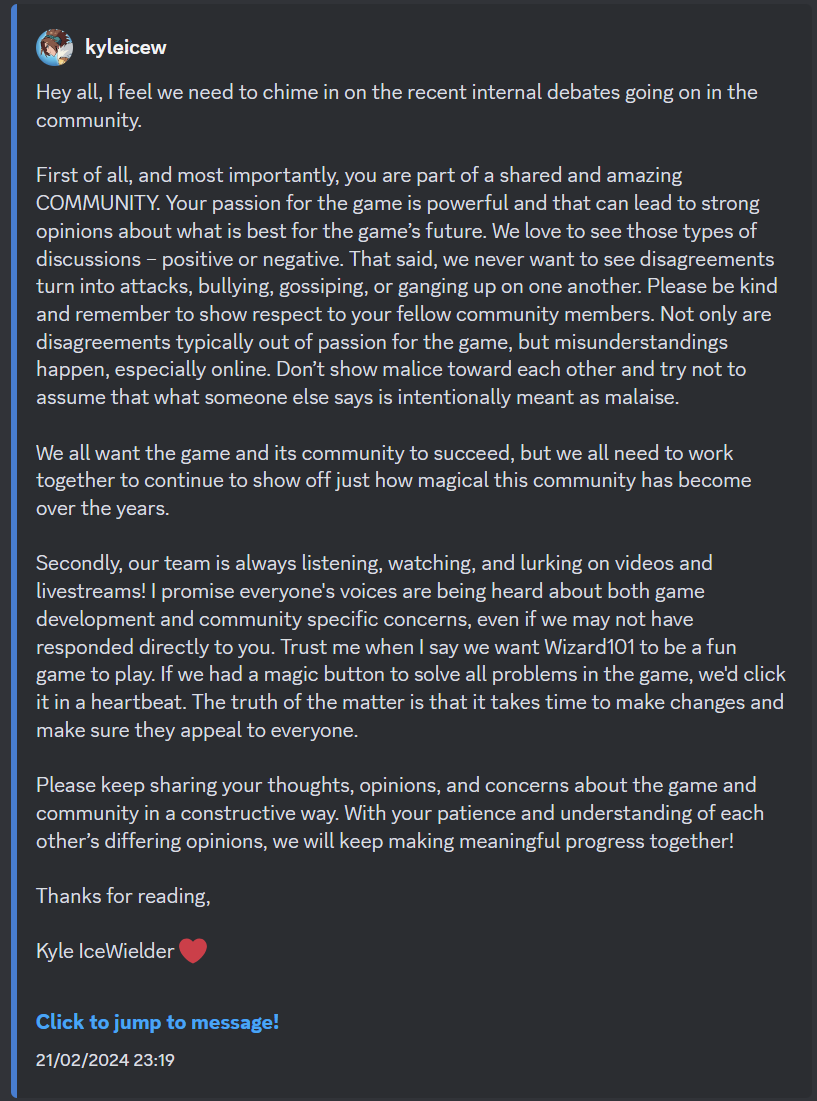 kyleicew
Hey all, I feel we need to chime in on the recent internal debates going on in the
community.
First of all, and most importantly, you are part of a shared and amazing
COMMUNITY. Your passion for the game is powerful and that can lead to strong
opinions about what is best for the game’s future. We love to see those types of
discussions – positive or negative. That said, we never want to see disagreements
turn into attacks, bullying, gossiping, or ganging up on one another. Please be kind
and remember to show respect to your fellow community members. Not only are
disagreements typically out of passion for the game, but misunderstandings
happen, especially online. Don’t show malice toward each other and try not to
assume that what someone else says is intentionally meant as malaise.
We all want the game and its community to succeed, but we all need to work
together to continue to show off just how magical this community has become
over the years.
Secondly, our team is always listening, watching, and lurking on videos and
livestreams! I promise everyone's voices are being heard about both game
development and community specific concerns, even if we may not have
responded directly to you. Trust me when I say we want Wizard101 to be a fun
game to play. If we had a magic button to solve all problems in the game, we'd click
it in a heartbeat. The truth of the matter is that it takes time to make changes and
make sure they appeal to everyone.
Please keep sharing your thoughts, opinions, and concerns about the game and
community in a constructive way. With your patience and understanding of each
other’s differing opinions, we will keep making meaningful progress together!
Thanks for reading,
Kyle IceWielder ❤️
Click to jump to message!
21/02/2024 23:19